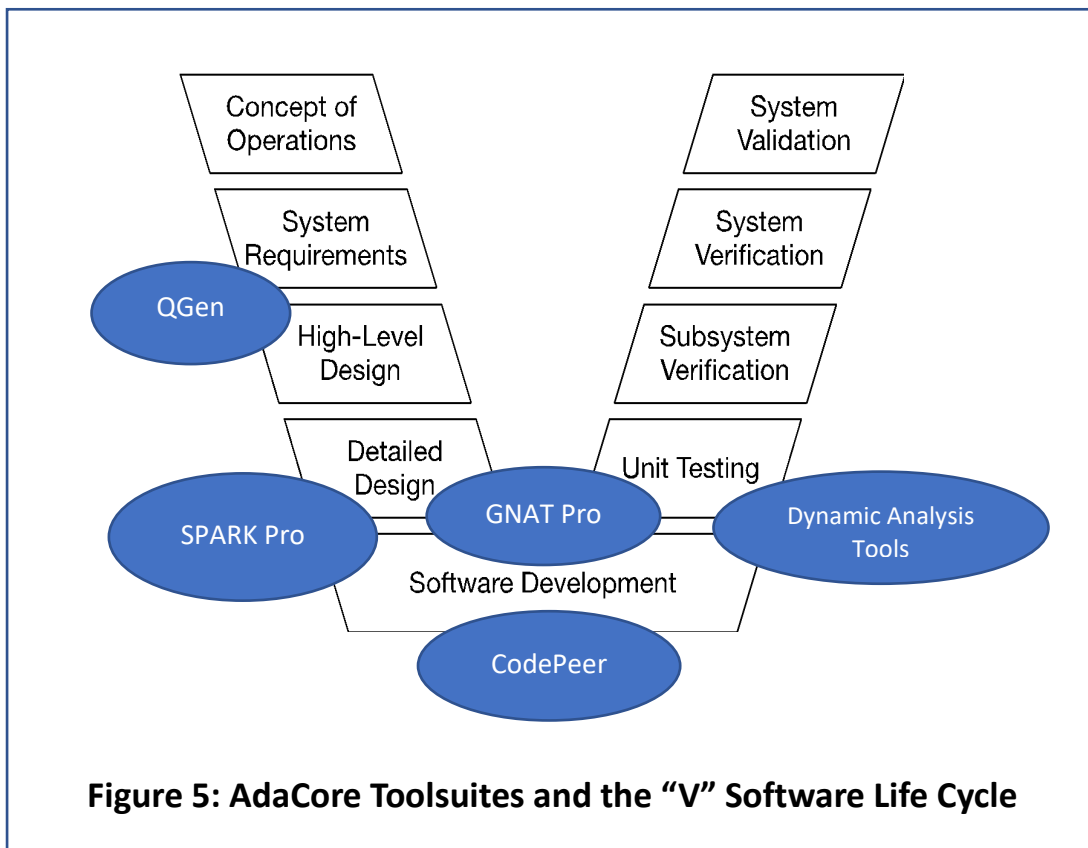 Concept of
Operations
System
Validation
System
Requirements
System
Verification
QGen
High-Level
Design
Subsystem
Verification
Detailed
Design
Unit Testing
SPARK Pro
GNAT Pro
Dynamic Analysis
Tools
Software Development
CodePeer
Figure 5: AdaCore Toolsuites and the “V” Software Life Cycle